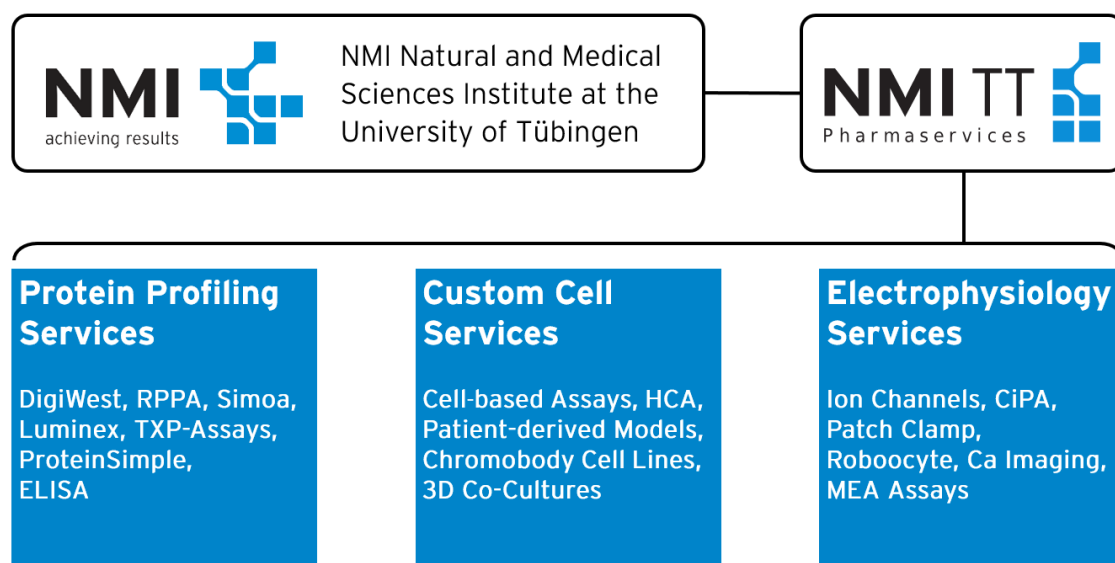 NMI
achieving results
NMI Natural and Medical
Sciences Institute at the
University of Tübingen
NMI TT
Pharmaservices
Protein Profiling
Services
DigiWest, RPPA, Simoa,
Luminex, TXP-Assays,
ProteinSimple,
ELISA
Custom Cell
Services
Cell-based Assays, HCA,
Patient-derived Models,
Chromobody Cell Lines,
3D Co-Cultures
Electrophysiology
Services
Ion Channels, CiPA,
Patch Clamp,
Roboocyte, Ca Imaging,
MEA Assays